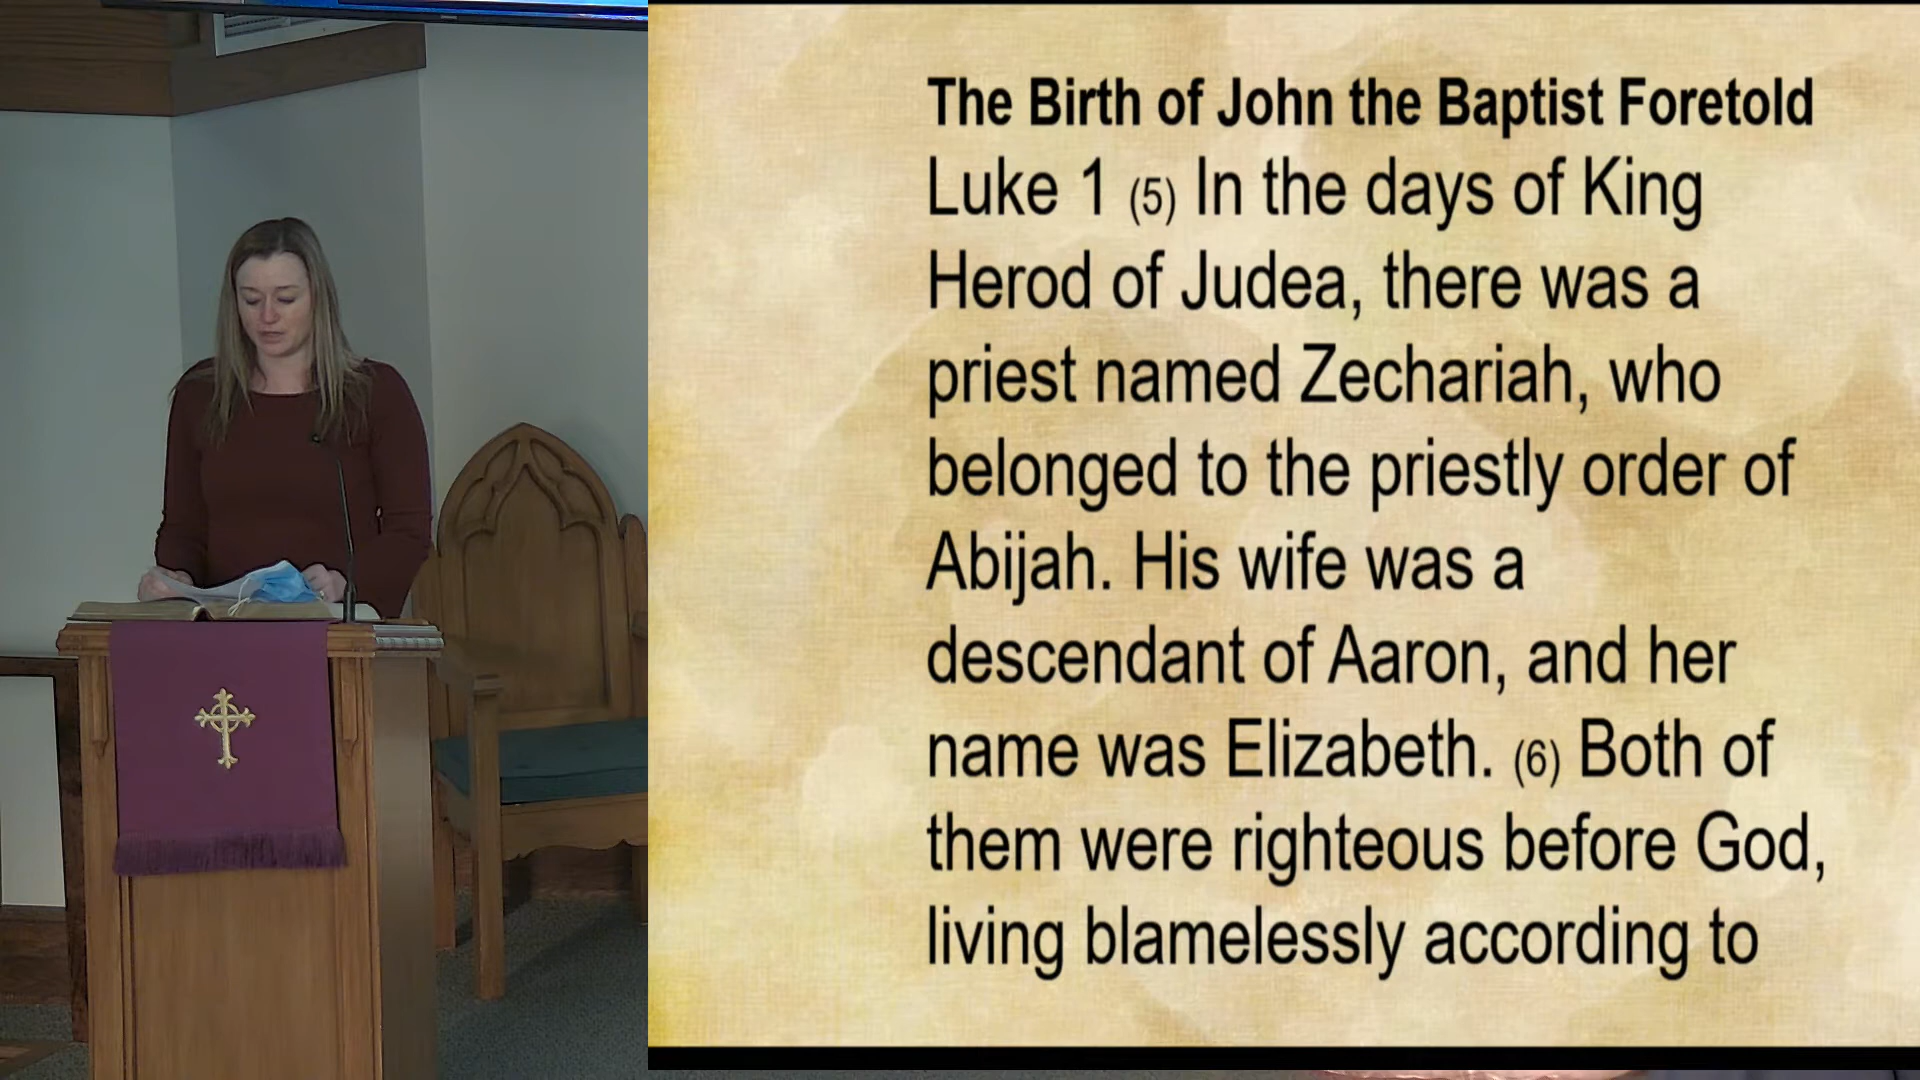 The Birth of John the Baptist Foretold
Luke 1 (5) In the days of King
Herod of Judea, there was a
priest named Zechariah, who
belonged to the priestly order of
Abijah. His wife was a
descendant of Aaron, and her
name was Elizabeth. (6) Both of
them were righteous before God,
living blamelessly according to